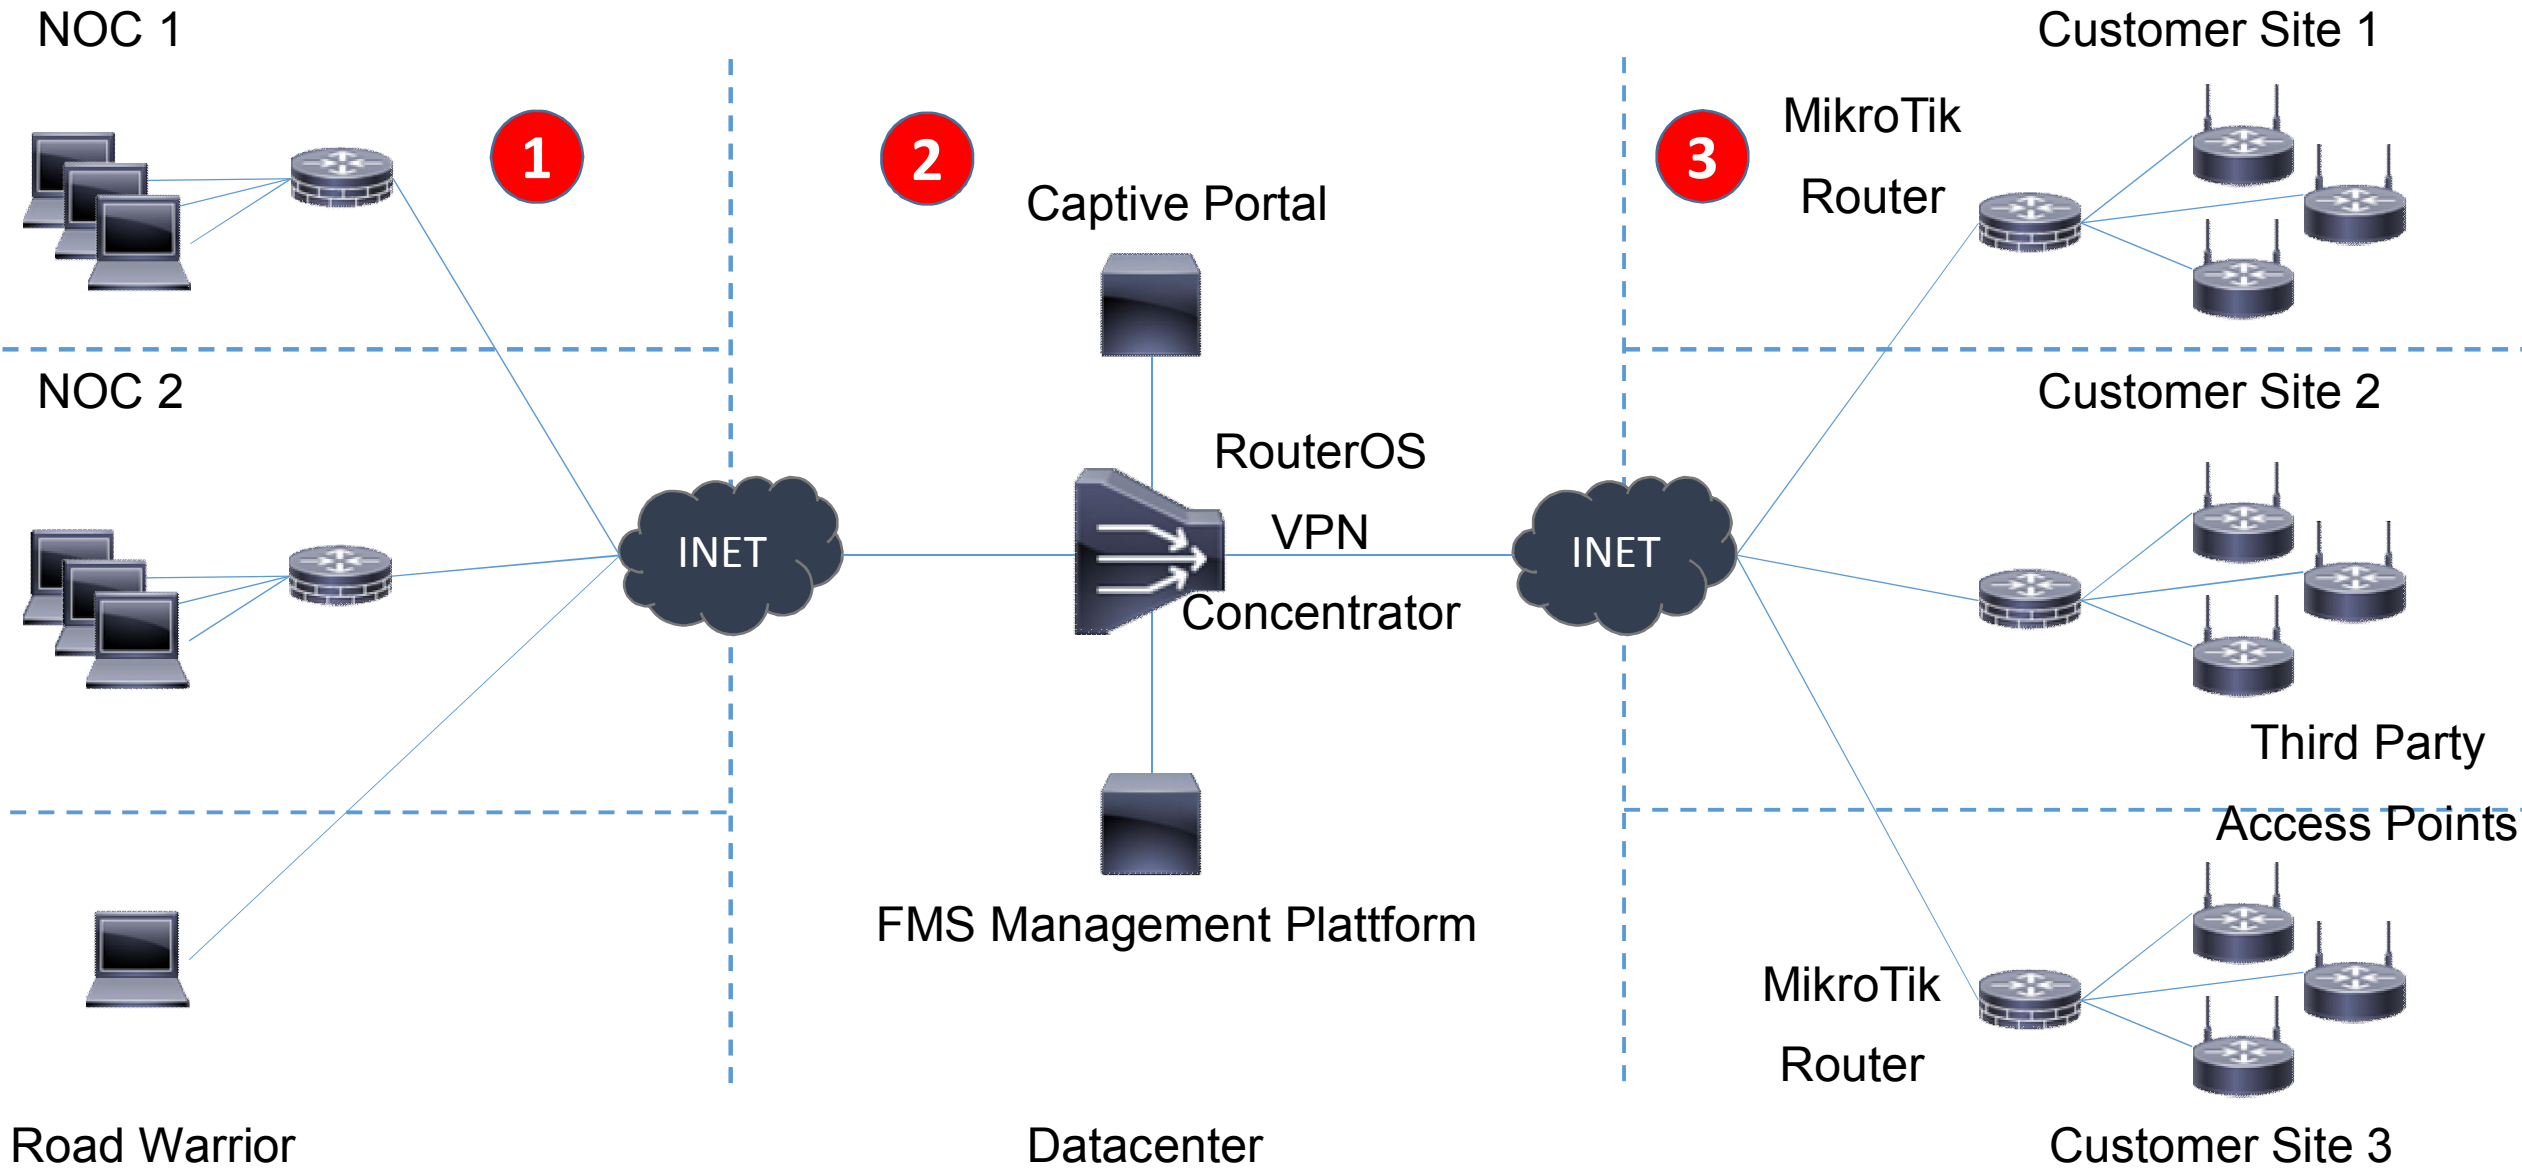 NOC 1
Customer Site 1
1
2
3
MikroTik
Router
Captive Portal
NOC 2
Customer Site 2
RouterOS
VPN
Concentrator
INET
INET
Third Party
Access Points
FMS Management Plattform
MikroTik
Router
Road Warrior
Datacenter
Customer Site 3